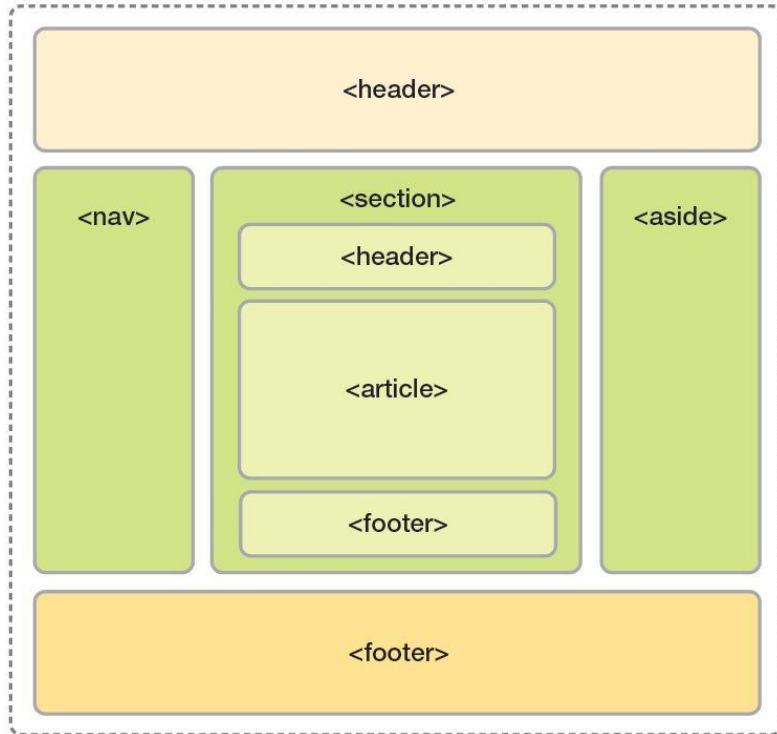 <header>
<nav>
<section>
<aside>
<header>
<article>
<footer>
<footer>